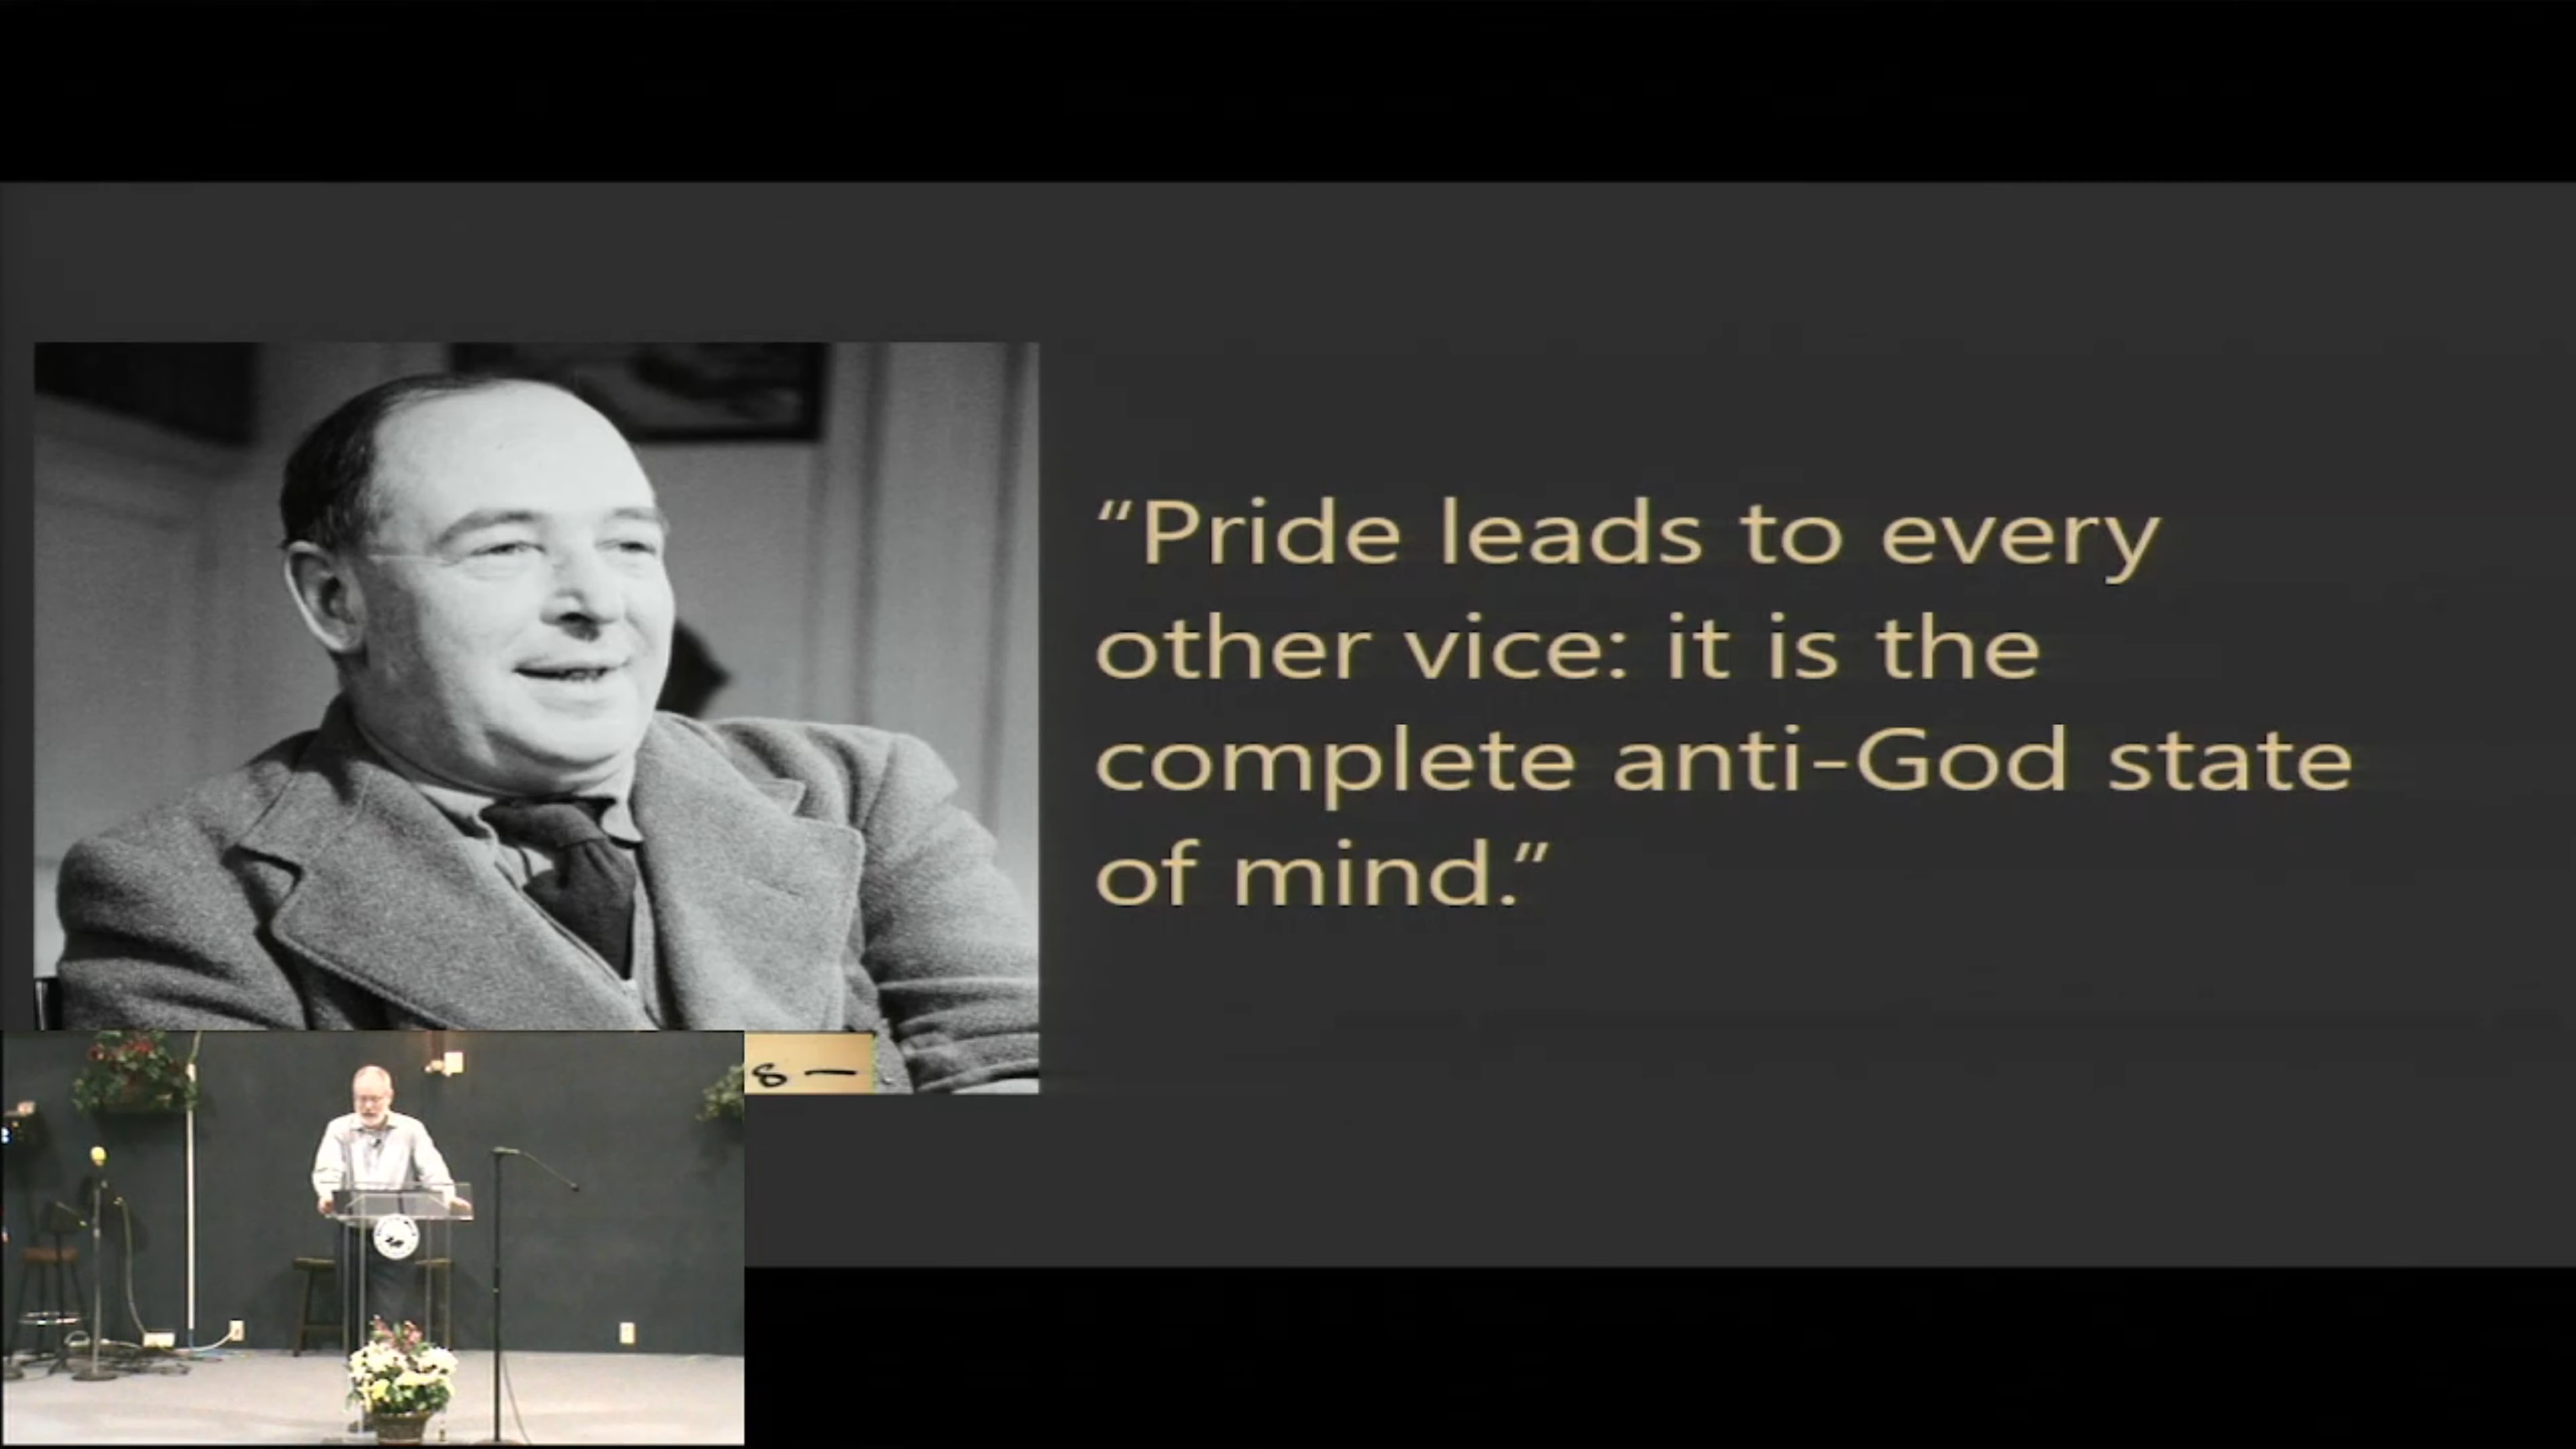 “Pride leads to every
other vice: it is the
complete anti-God state
of mind.”
s –